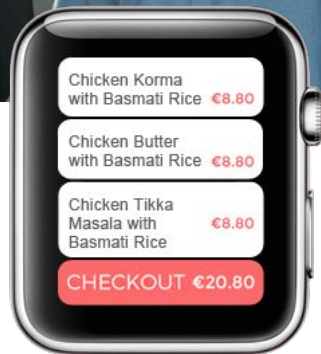 Chicken Korma
with Basmati Rice €8.80
Chicken Butter
with Basmati Rice €8.80
Chicken Tikka
Masala with €8.80
Basmati Rice
CHECKOUT €20.80